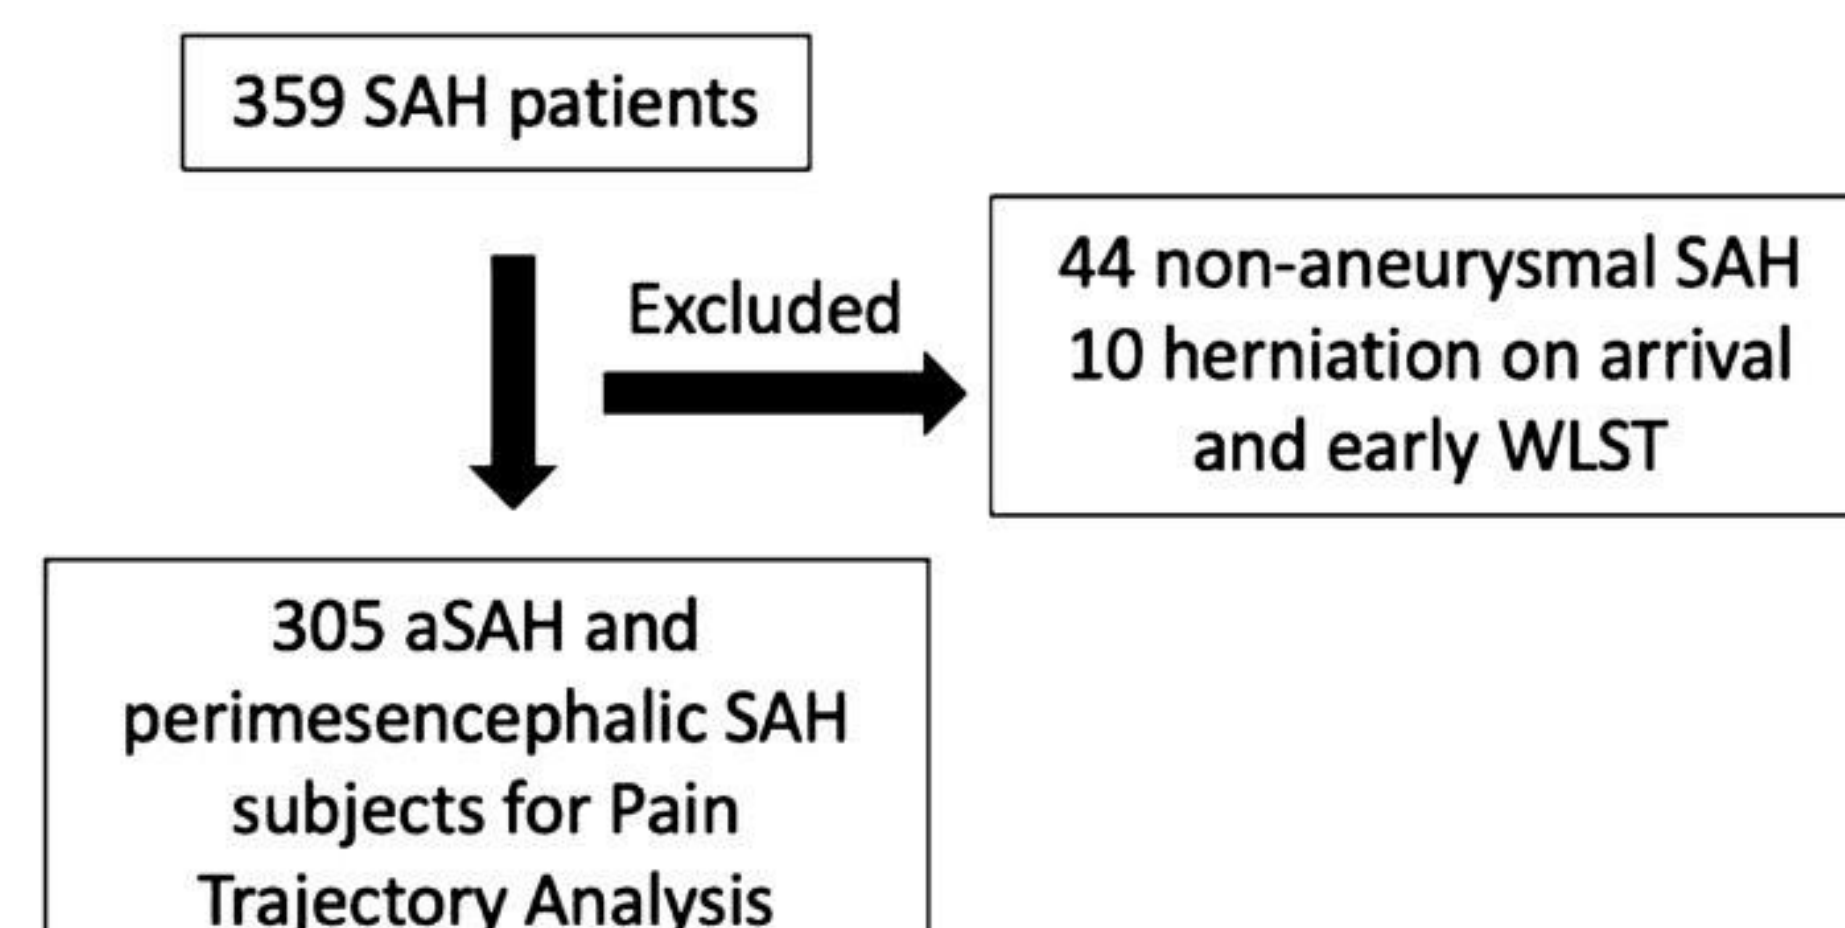 359 SAH patients
Excluded
44 non-aneurysmal SAH
10 herniation on arrival
and early WLST
305 aSAH and
perimesencephalic SAH
subjects for Pain
Trajectory Analysis